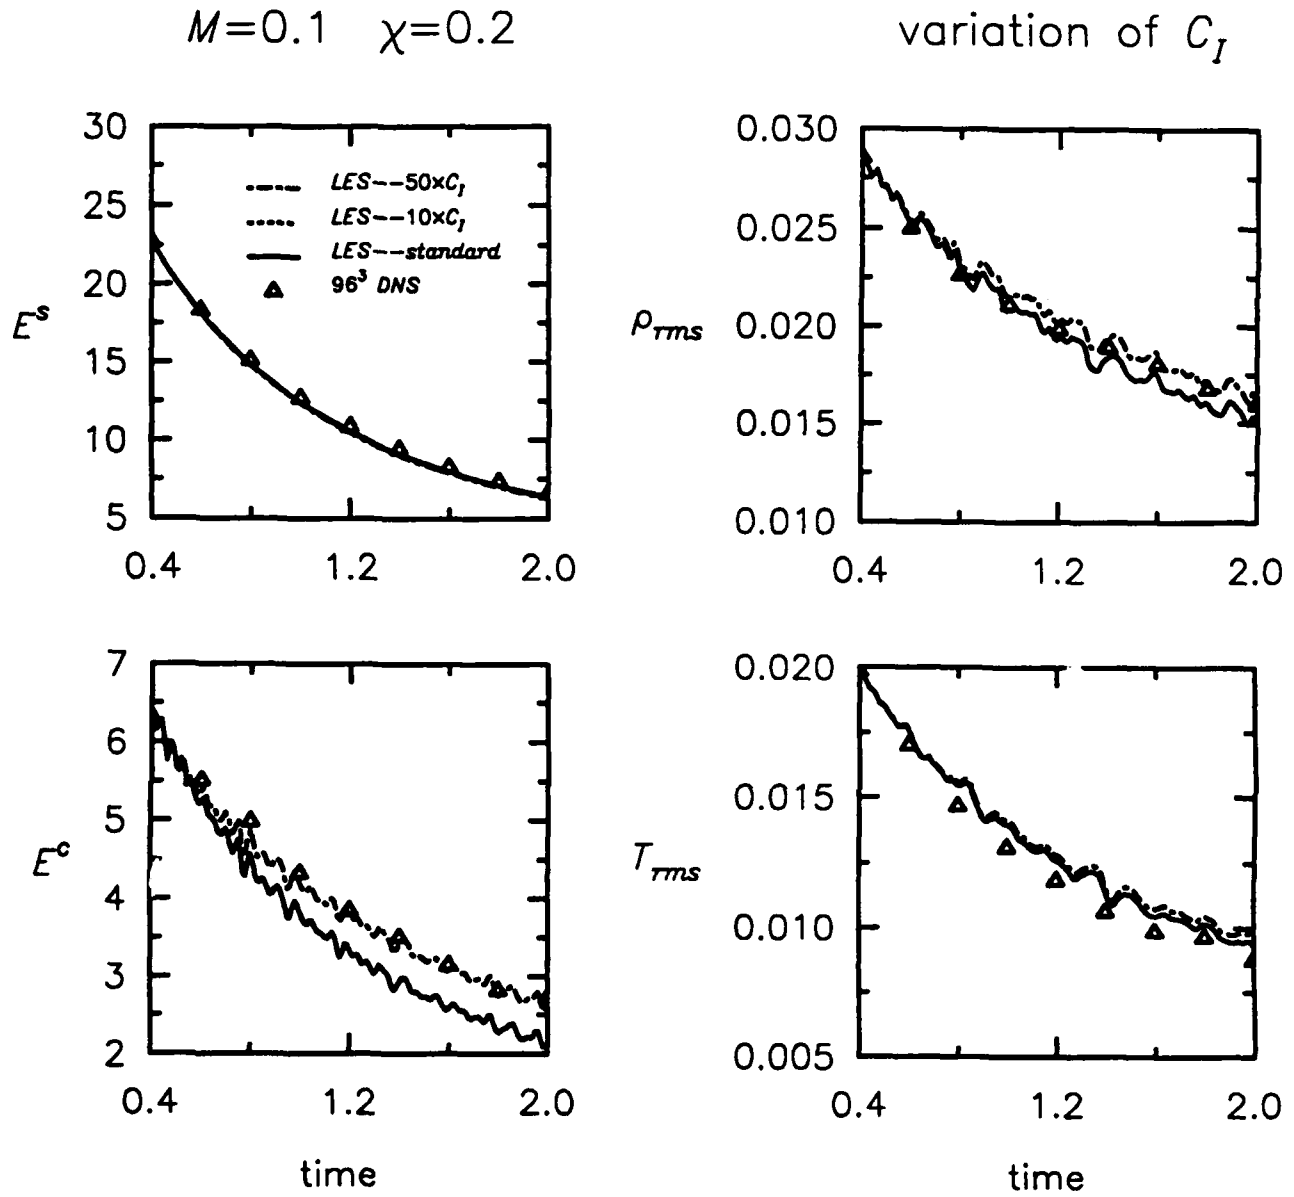 M=0.1 χ=0.2
variation of C_I
30
25
20
15
10
5
E^s
LES--50×C_I
LES--10×C_I
LES--standard
96³ DNS
0.4 1.2 2.0
0.030
0.025
0.020
0.015
0.010
ρ_rms
0.4 1.2 2.0
7
6
5
4
3
2
E^c
0.4 1.2 2.0
time
0.020
0.015
0.010
0.005
T_rms
0.4 1.2 2.0
time